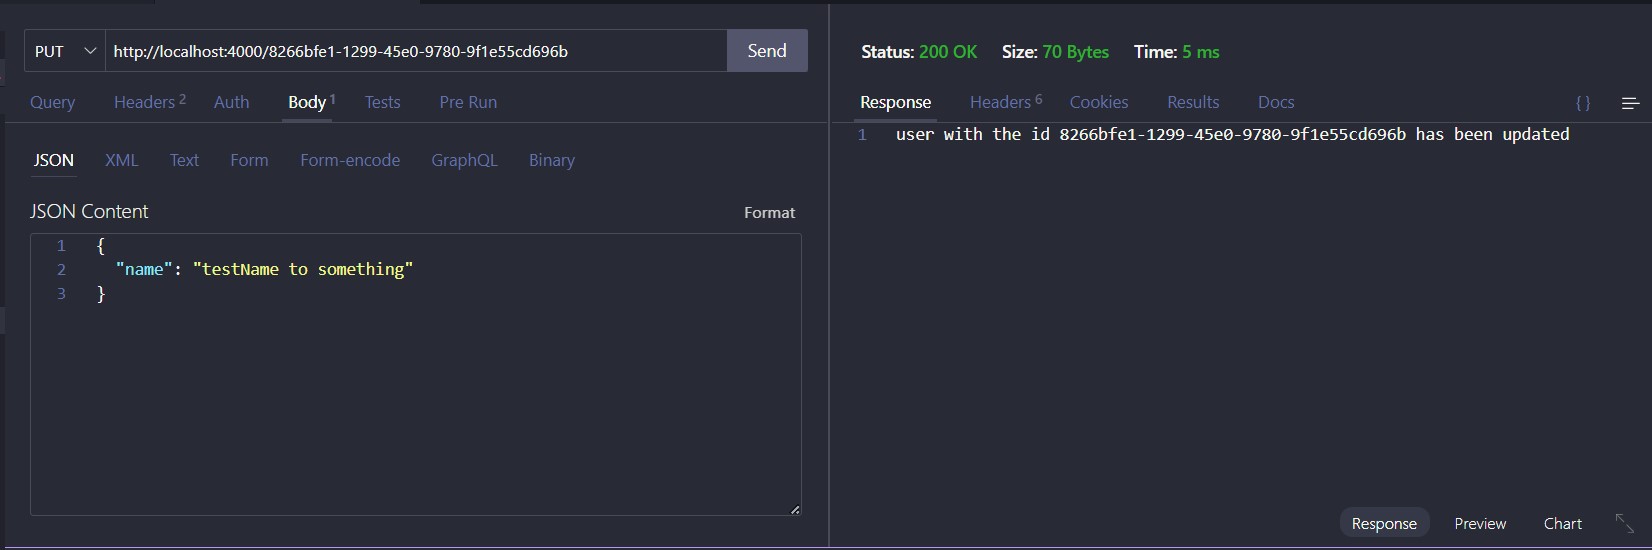 PUT http://localhost:4000/8266bfe1-1299-45e0-9780-9f1e55cd696b Send
Query Headers 2 Auth Body 1 Tests Pre Run
JSON XML Text Form Form-encode GraphQL Binary
JSON Content Format
1 {
2 "name": "testName to something"
3 }
Status: 200 OK Size: 70 Bytes Time: 5 ms
Response Headers 6 Cookies Results Docs { }
1 user with the id 8266bfe1-1299-45e0-9780-9f1e55cd696b has been updated
Response Preview Chart